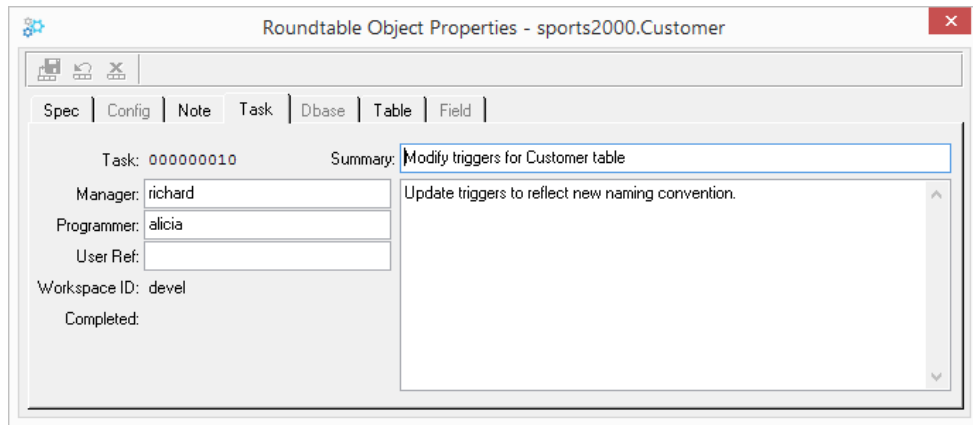 Roundtable Object Properties - sports2000.Customer
Spec Config Note Task Dbase Table Field
Task: 000000010 Summary: Modify triggers for Customer table
Manager: richard Update triggers to reflect new naming convention.
Programmer: alicia
User Ref:
Workspace ID: devel
Completed: